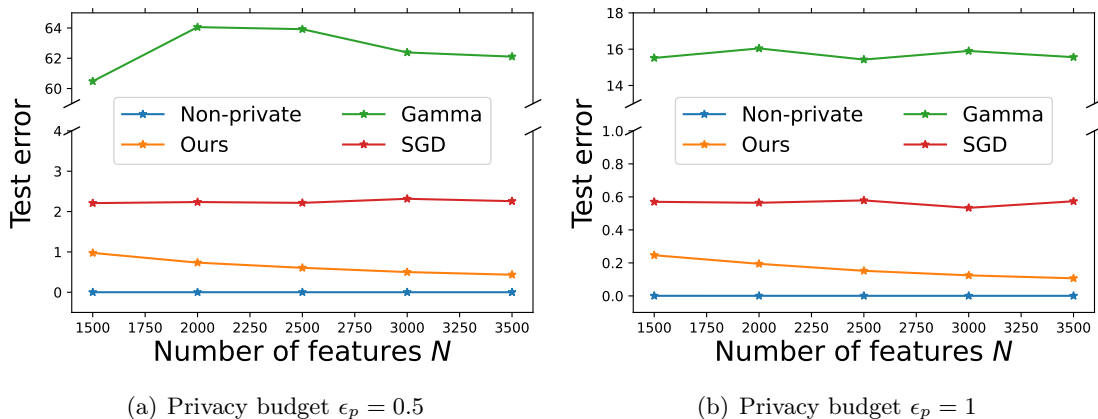 64
62
60
4
3
2
1
0
Test error
Non-private
Ours
Gamma
SGD
1500 1750 2000 2250 2500 2750 3000 3250 3500
Number of features N
(a) Privacy budget ϵp = 0.5
18
16
14
1.0
0.8
0.6
0.4
0.2
0.0
Test error
Non-private
Ours
Gamma
SGD
1500 1750 2000 2250 2500 2750 3000 3250 3500
Number of features N
(b) Privacy budget ϵp = 1